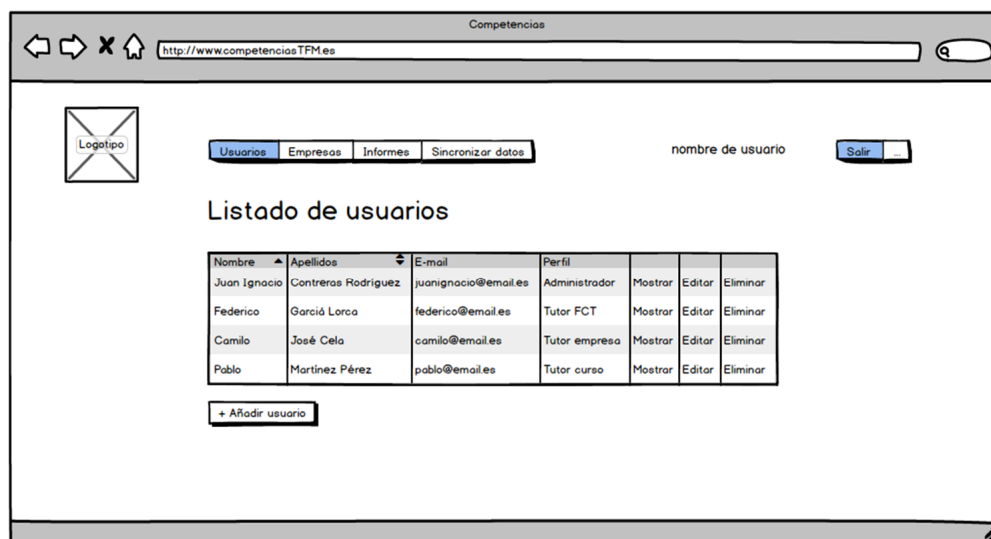 Competencias
http://www.competenciasTFM.es
Logotipo
Usuarios Empresas Informes Sincronizar datos nombre de usuario Salir ...
Listado de usuarios
Nombre Apellidos E-mail Perfil
Juan Ignacio Contreras Rodríguez juanignacio@email.es Administrador Mostrar Editar Eliminar
Federico Garciá Lorca federico@email.es Tutor FCT Mostrar Editar Eliminar
Camilo José Cela camilo@email.es Tutor empresa Mostrar Editar Eliminar
Pablo Martínez Pérez pablo@email.es Tutor curso Mostrar Editar Eliminar
+ Añadir usuario